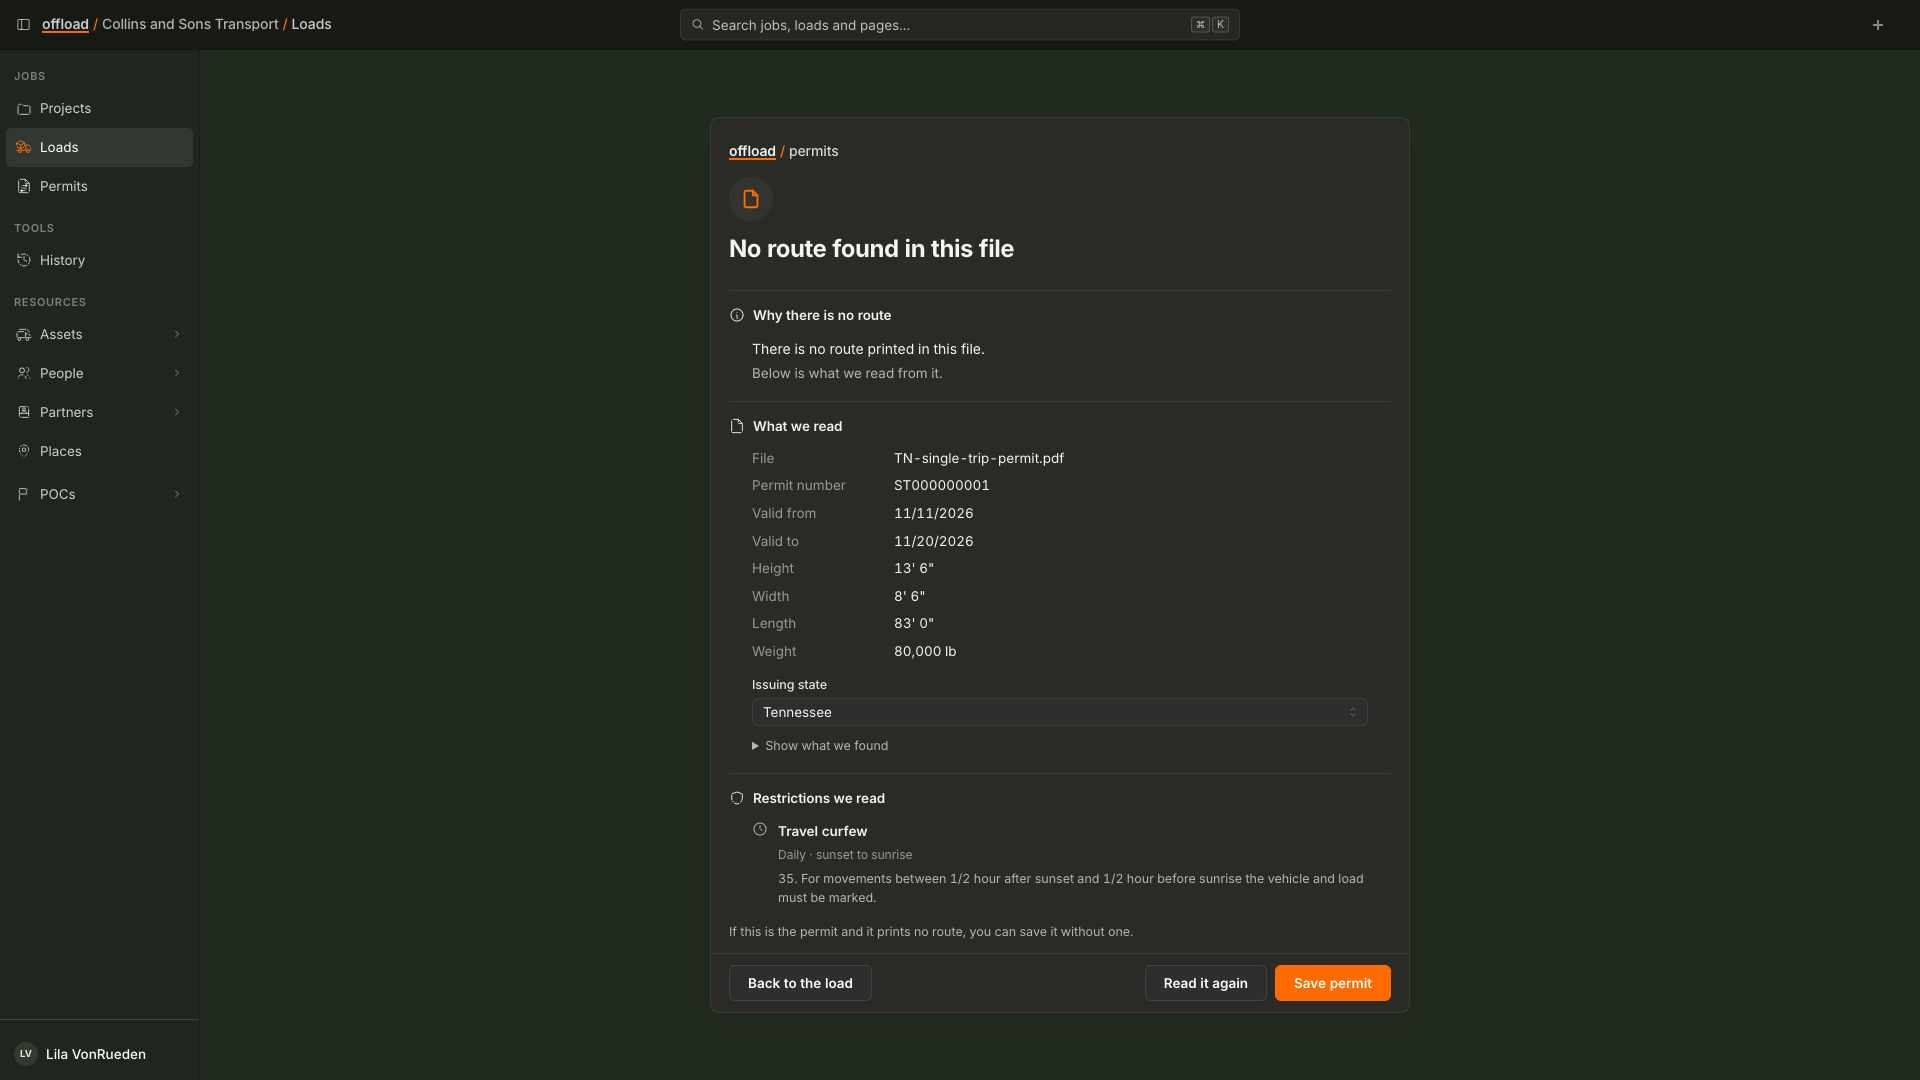 offload / Collins and Sons Transport / Loads
Search jobs, loads and pages...
⌘ K
+
JOBS
Projects
Loads
Permits
TOOLS
History
RESOURCES
Assets
People
Partners
Places
POCs
LV
Lila VonRueden
offload / permits
No route found in this file
Why there is no route
There is no route printed in this file.
Below is what we read from it.
What we read
File TN-single-trip-permit.pdf
Permit number ST000000001
Valid from 11/11/2026
Valid to 11/20/2026
Height 13' 6"
Width 8' 6"
Length 83' 0"
Weight 80,000 lb
Issuing state
Tennessee
Show what we found
Restrictions we read
Travel curfew
Daily · sunset to sunrise
35. For movements between 1/2 hour after sunset and 1/2 hour before sunrise the vehicle and load
must be marked.
If this is the permit and it prints no route, you can save it without one.
Back to the load
Read it again
Save permit